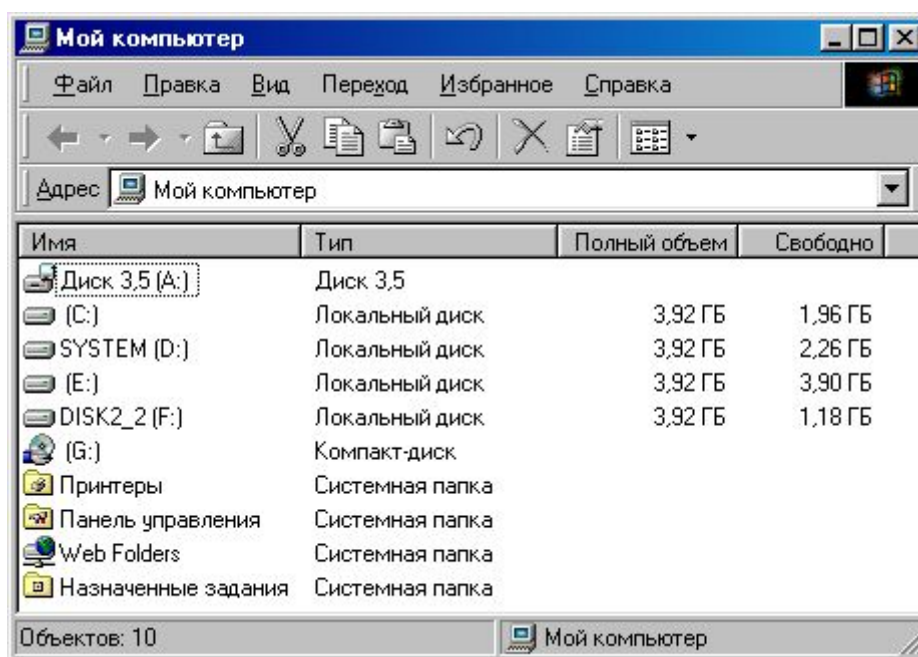 Мой компьютер
Файл Правка Вид Переход Избранное Справка
Адрес Мой компьютер
Имя Тип Полный объем Свободно
Диск 3,5 (A:) Диск 3,5
(C:) Локальный диск 3,92 ГБ 1,96 ГБ
SYSTEM (D:) Локальный диск 3,92 ГБ 2,26 ГБ
(E:) Локальный диск 3,92 ГБ 3,90 ГБ
DISK2_2 (F:) Локальный диск 3,92 ГБ 1,18 ГБ
(G:) Компакт-диск
Принтеры Системная папка
Панель управления Системная папка
Web Folders Системная папка
Назначенные задания Системная папка
Объектов: 10 Мой компьютер